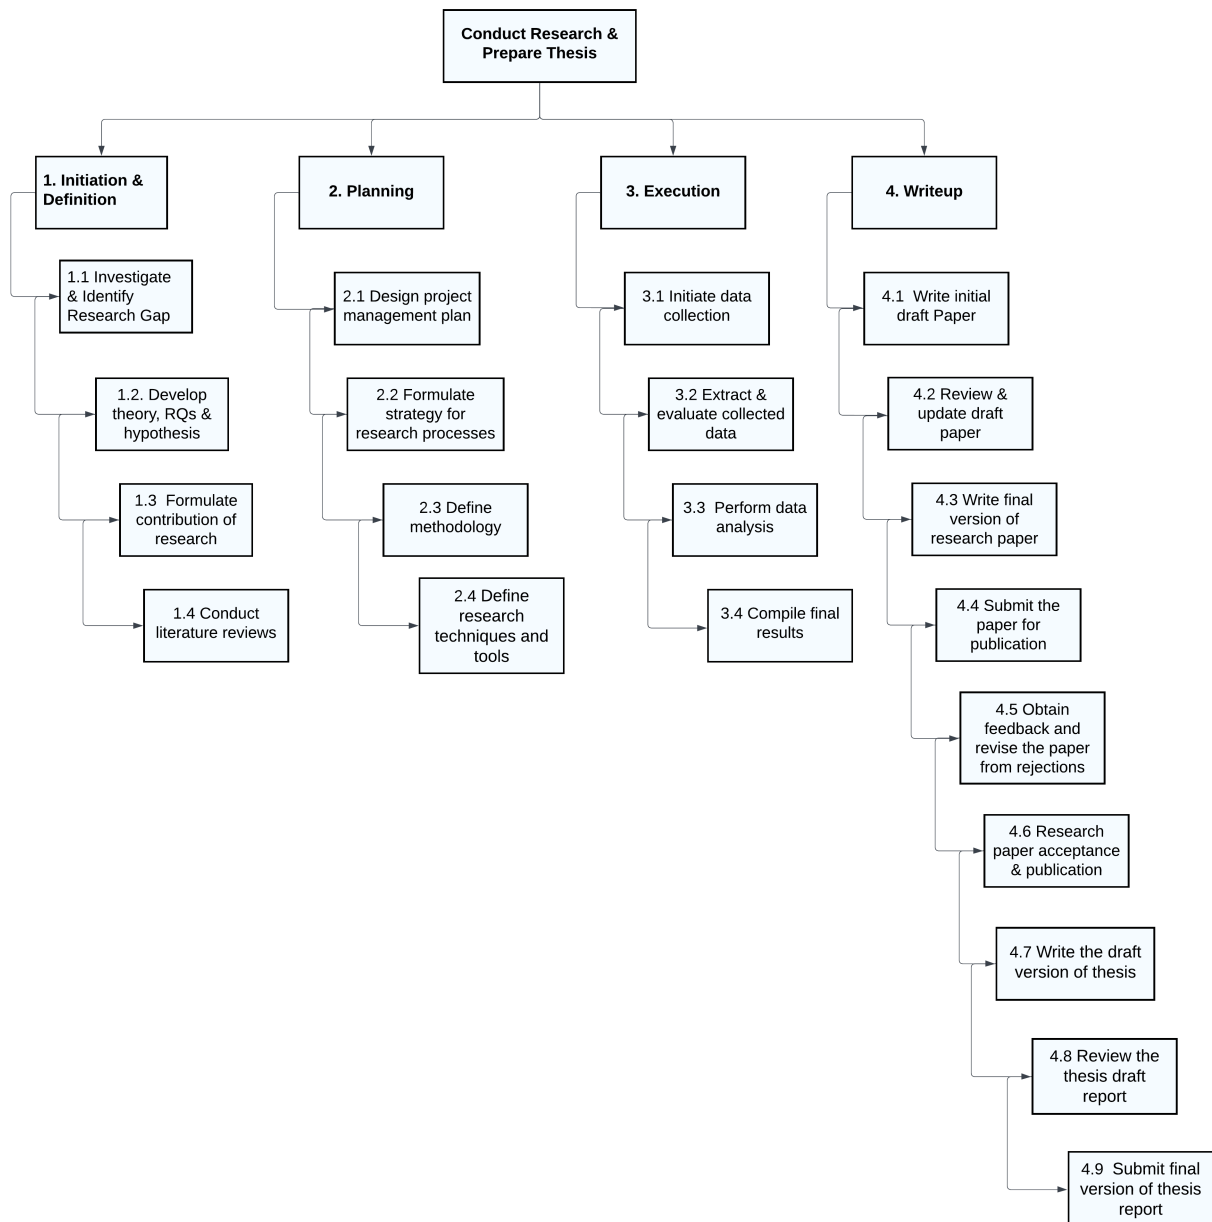 Conduct Research &
Prepare Thesis
1. Initiation &
Definition
1.1 Investigate
& Identify
Research Gap
1.2. Develop
theory, RQs &
hypothesis
1.3 Formulate
contribution of
research
1.4 Conduct
literature reviews
2. Planning
2.1 Design project
management plan
2.2 Formulate
strategy for
research processes
2.3 Define
methodology
2.4 Define
research
techniques and
tools
3. Execution
3.1 Initiate data
collection
3.2 Extract &
evaluate collected
data
3.3 Perform data
analysis
3.4 Compile final
results
4. Writeup
4.1 Write initial
draft Paper
4.2 Review &
update draft
paper
4.3 Write final
version of
research paper
4.4 Submit the
paper for
publication
4.5 Obtain
feedback and
revise the paper
from rejections
4.6 Research
paper acceptance
& publication
4.7 Write the draft
version of thesis
4.8 Review the
thesis draft
report
4.9 Submit final
version of thesis
report